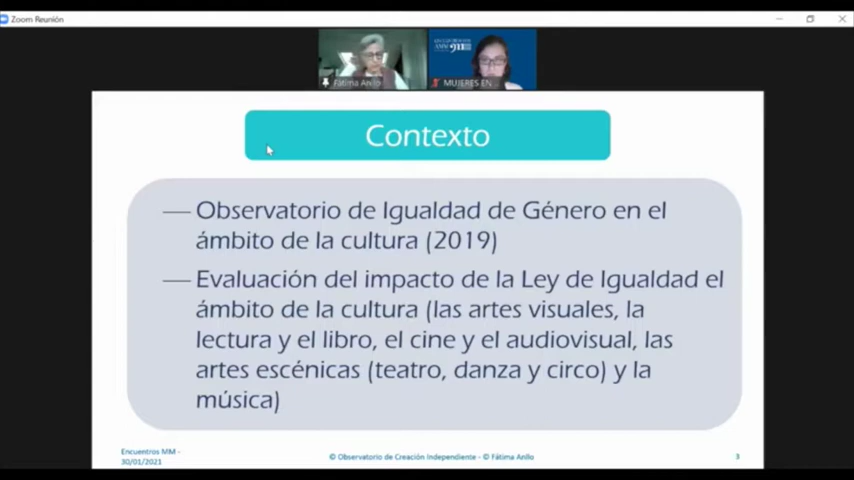 Zoom Reunión
Fátima Anllo
MUJERES EN
Contexto
— Observatorio de Igualdad de Género en el
ámbito de la cultura (2019)
— Evaluación del impacto de la Ley de Igualdad el
ámbito de la cultura (las artes visuales, la
lectura y el libro, el cine y el audiovisual, las
artes escénicas (teatro, danza y circo) y la
música)
Encuentros MM -
30/01/2021
© Observatorio de Creación Independiente - © Fátima Anllo
3